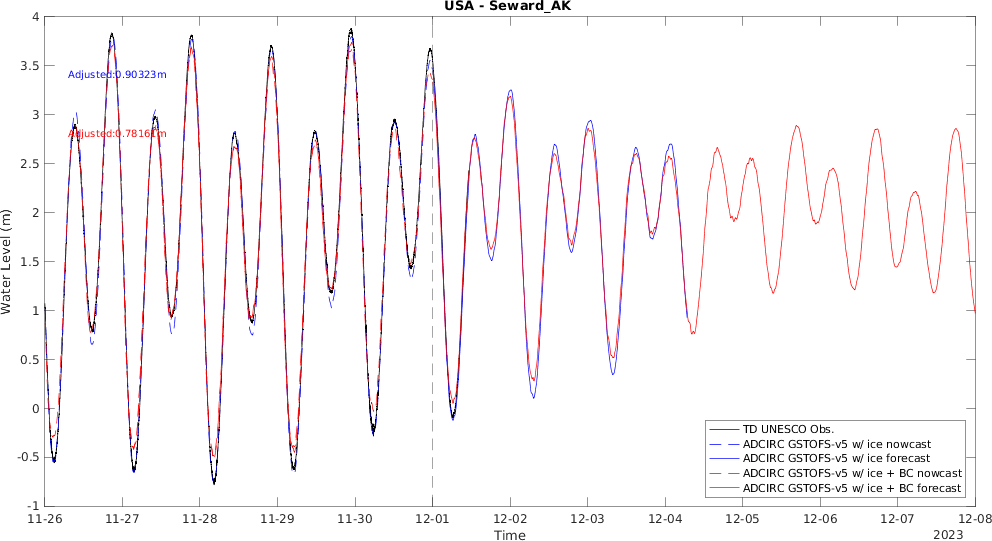 USA - Seward_AK
4
3.5
3
2.5
2
1.5
1
0.5
0
-0.5
-1
Water Level (m)
Adjusted:0.90323m
Adjusted:0.78161m
TD UNESCO Obs.
ADCIRC GSTOFS-v5 w/ ice nowcast
ADCIRC GSTOFS-v5 w/ ice forecast
ADCIRC GSTOFS-v5 w/ ice + BC nowcast
ADCIRC GSTOFS-v5 w/ ice + BC forecast
11-26 11-27 11-28 11-29 11-30 12-01 12-02 12-03 12-04 12-05 12-06 12-07 12-08
Time
2023